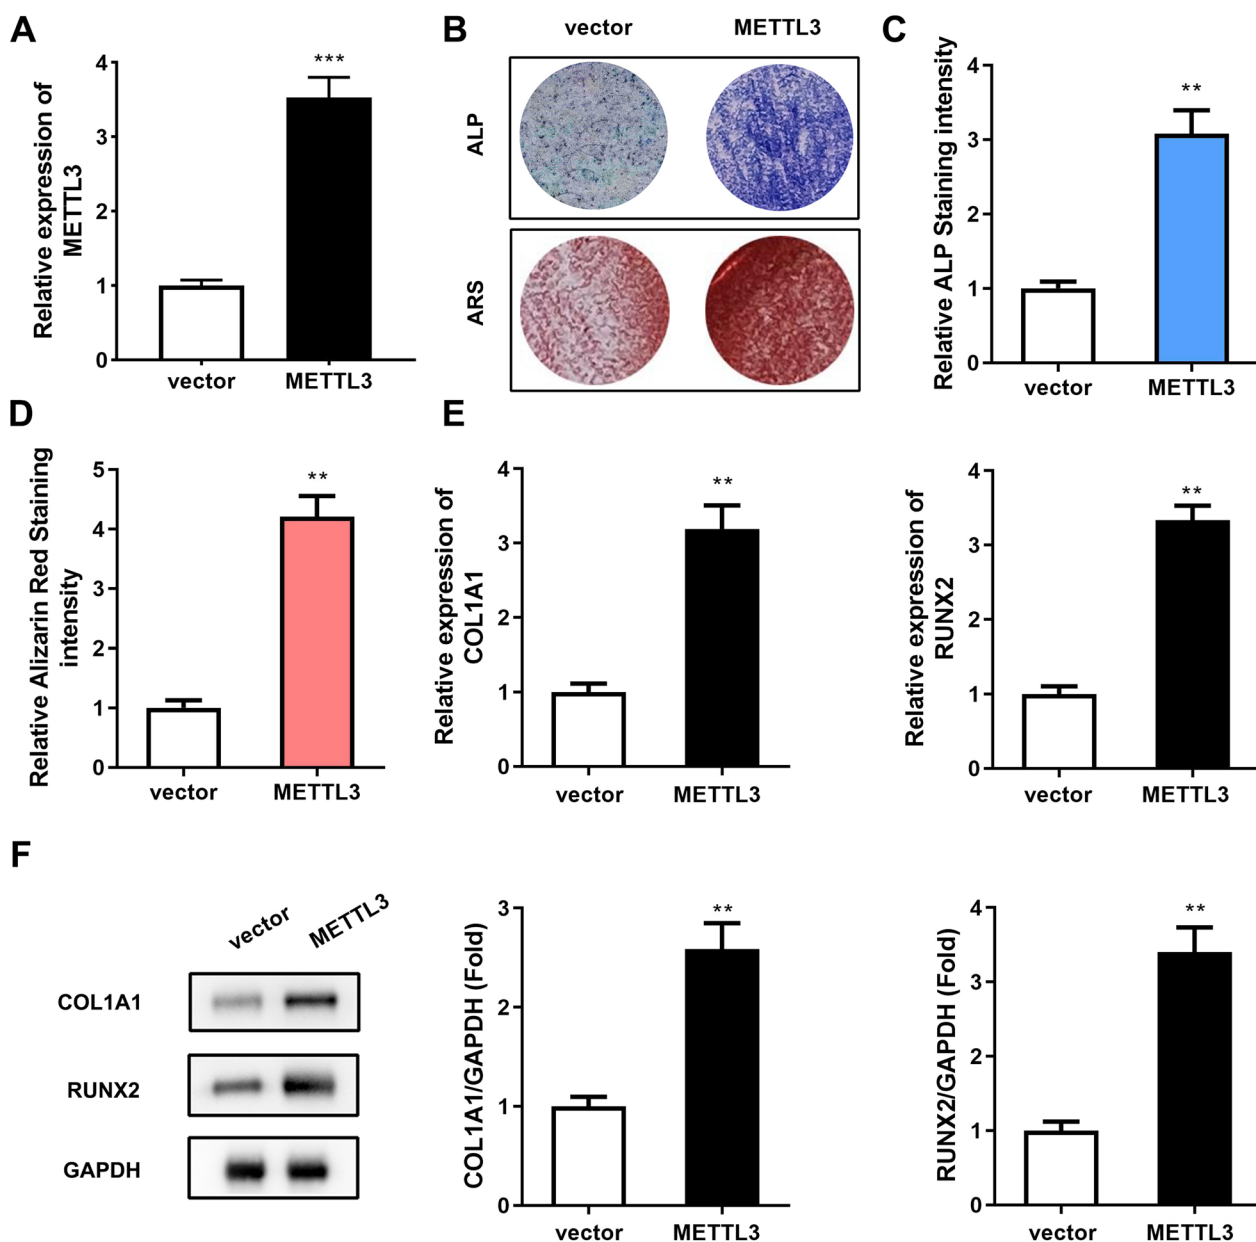 A
Relative expression of
METTL3
4
3
2
1
0
***
vector
METTL3
B
vector
METTL3
ALP
ARS
C
Relative ALP Staining intensity
4
3
2
1
0
**
vector
METTL3
D
Relative Alizarin Red Staining
intensity
5
4
3
2
1
0
**
vector
METTL3
E
Relative expression of
COL1A1
4
3
2
1
0
**
vector
METTL3
Relative expression of
RUNX2
4
3
2
1
0
**
vector
METTL3
F
vector
METTL3
COL1A1
RUNX2
GAPDH
COL1A1/GAPDH (Fold)
3
2
1
0
**
vector
METTL3
RUNX2/GAPDH (Fold)
4
3
2
1
0
**
vector
METTL3